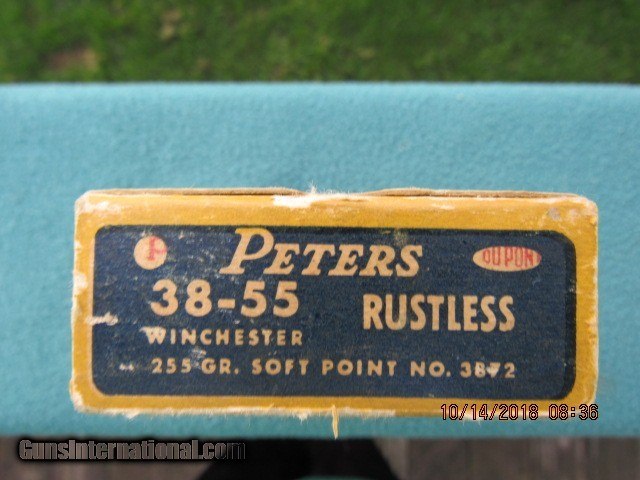 P PETERS DUPONT
38-55 RUSTLESS
WINCHESTER
255 GR. SOFT POINT NO. 3872
10/14/2018 08:36
GunsInternational.com